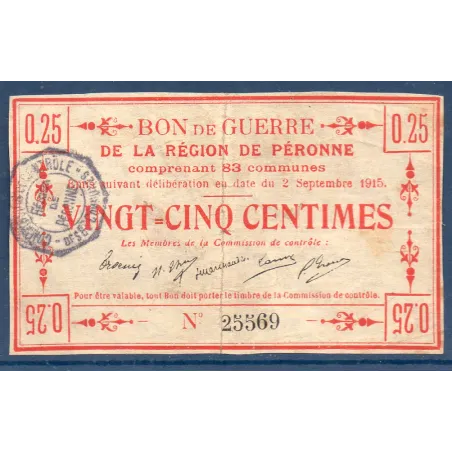 0.25
0.25
BON DE GUERRE
DE LA RÉGION DE PÉRONNE
comprenant 83 communes
suivant délibération en date du 2 Septembre 1915.
VINGT=CINQ CENTIMES
Les Membres de la Commission de contrôle :
Pour être valable, tout Bon doit porter le timbre de la Commission de contrôle.
0.25
Nº 25569
0.25